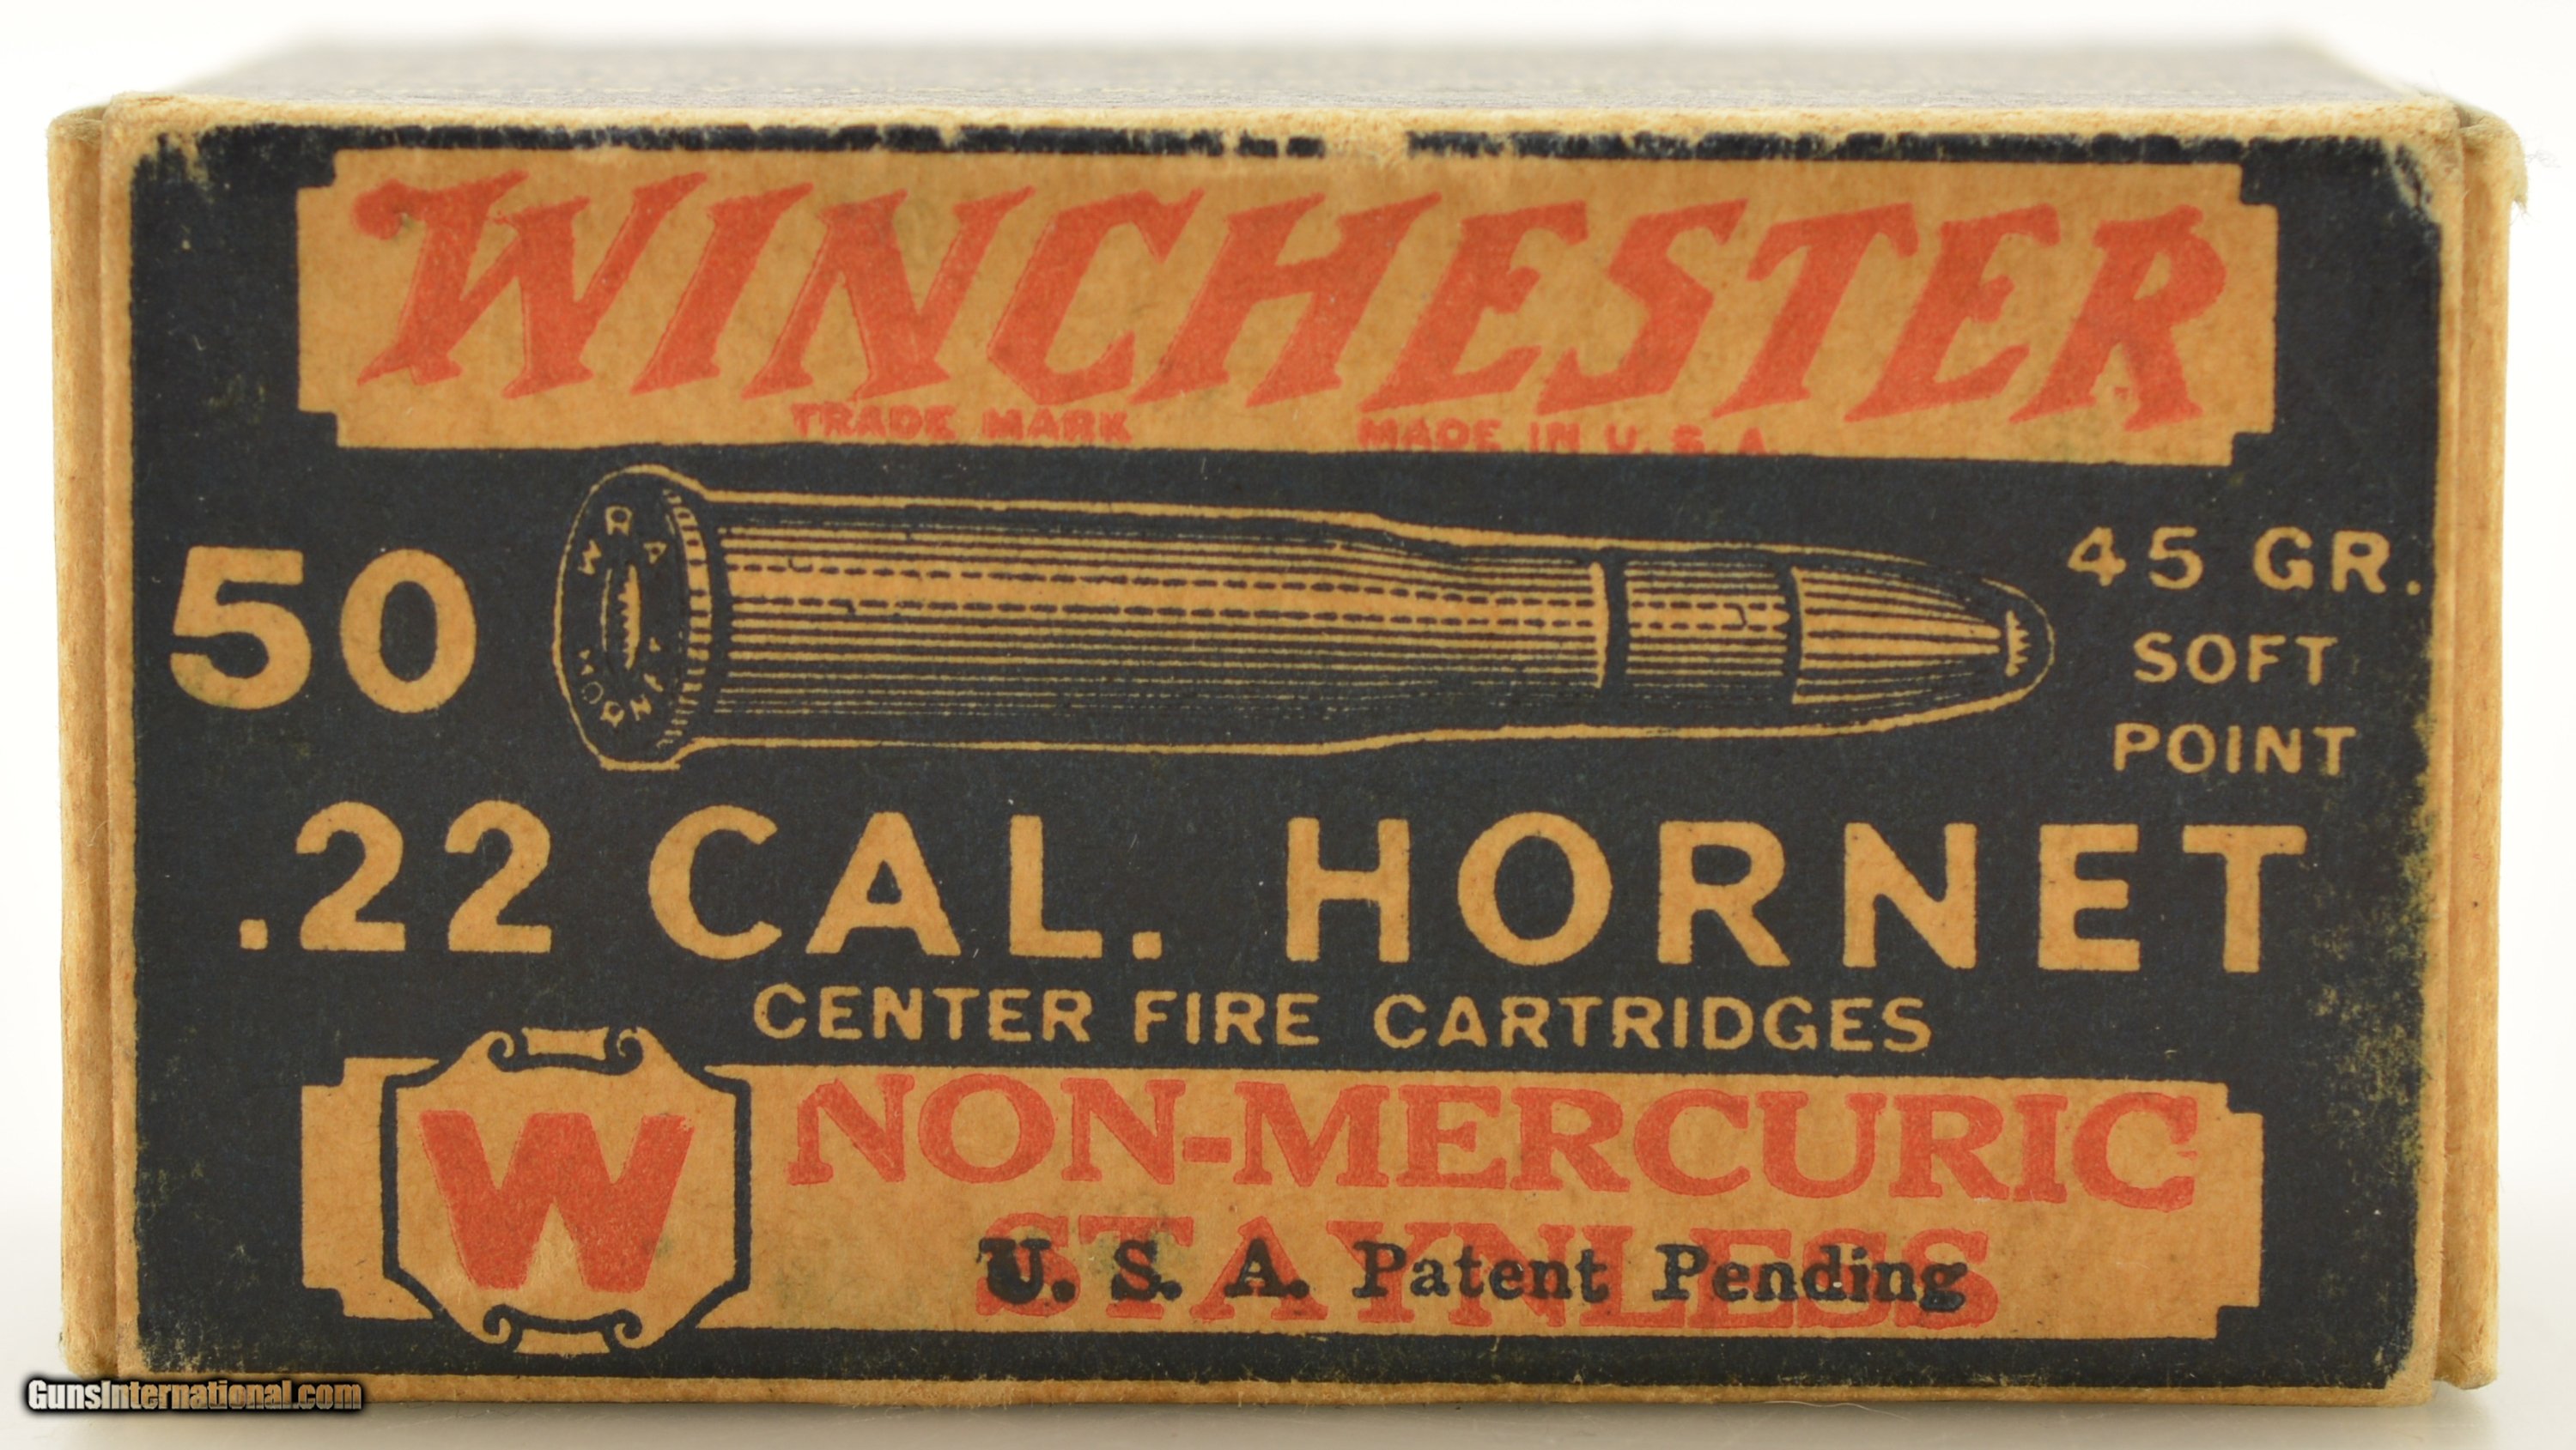 WINCHESTER
TRADE MARK MADE IN U. S. A.
50
45 GR.
SOFT
POINT
.22 CAL. HORNET
CENTER FIRE CARTRIDGES
W
NON-MERCURIC
STAYNLESS
U. S. A. Patent Pending
GunsInternational.com